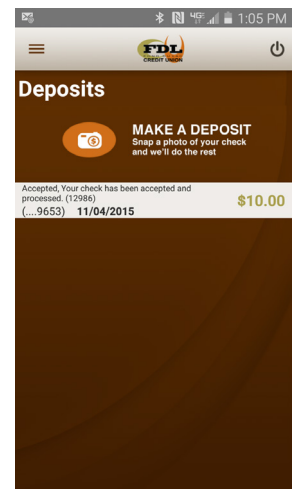 4G 1:05 PM
FDL
CREDIT UNION
Deposits
MAKE A DEPOSIT
Snap a photo of your check
and we'll do the rest
Accepted, Your check has been accepted and
processed. (12986)
$10.00
(....9653) 11/04/2015